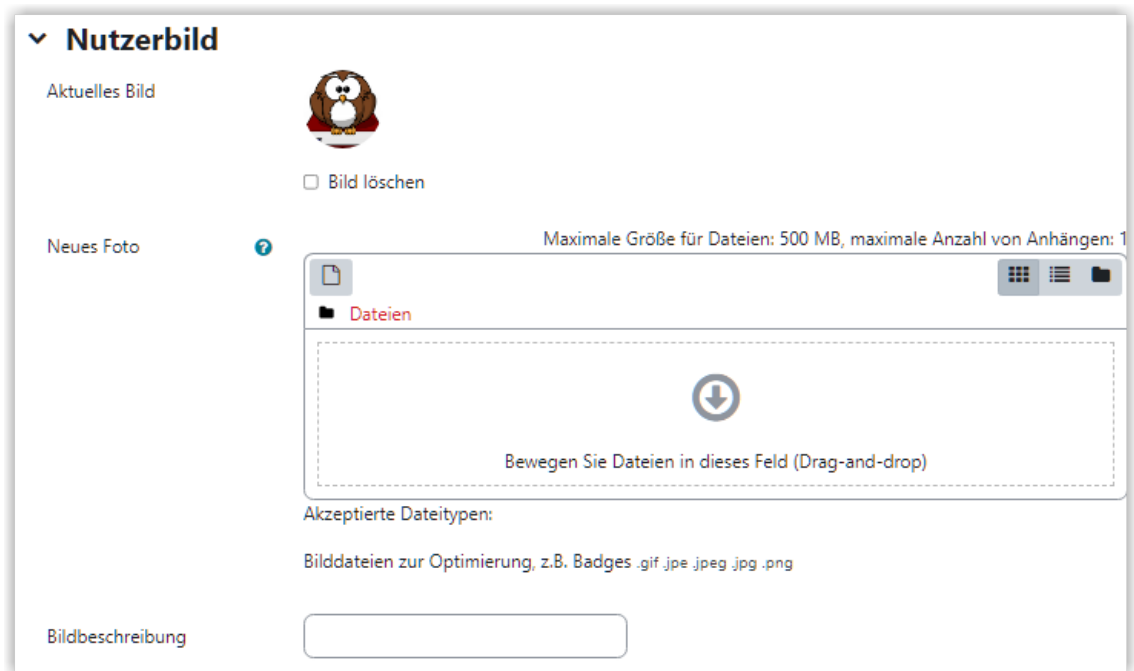 Nutzerbild
Aktuelles Bild
Bild löschen
Neues Foto
Maximale Größe für Dateien: 500 MB, maximale Anzahl von Anhängen: 1
Dateien
Bewegen Sie Dateien in dieses Feld (Drag-and-drop)
Akzeptierte Dateitypen:
Bilddateien zur Optimierung, z.B. Badges .gif .jpe .jpeg .jpg .png
Bildbeschreibung